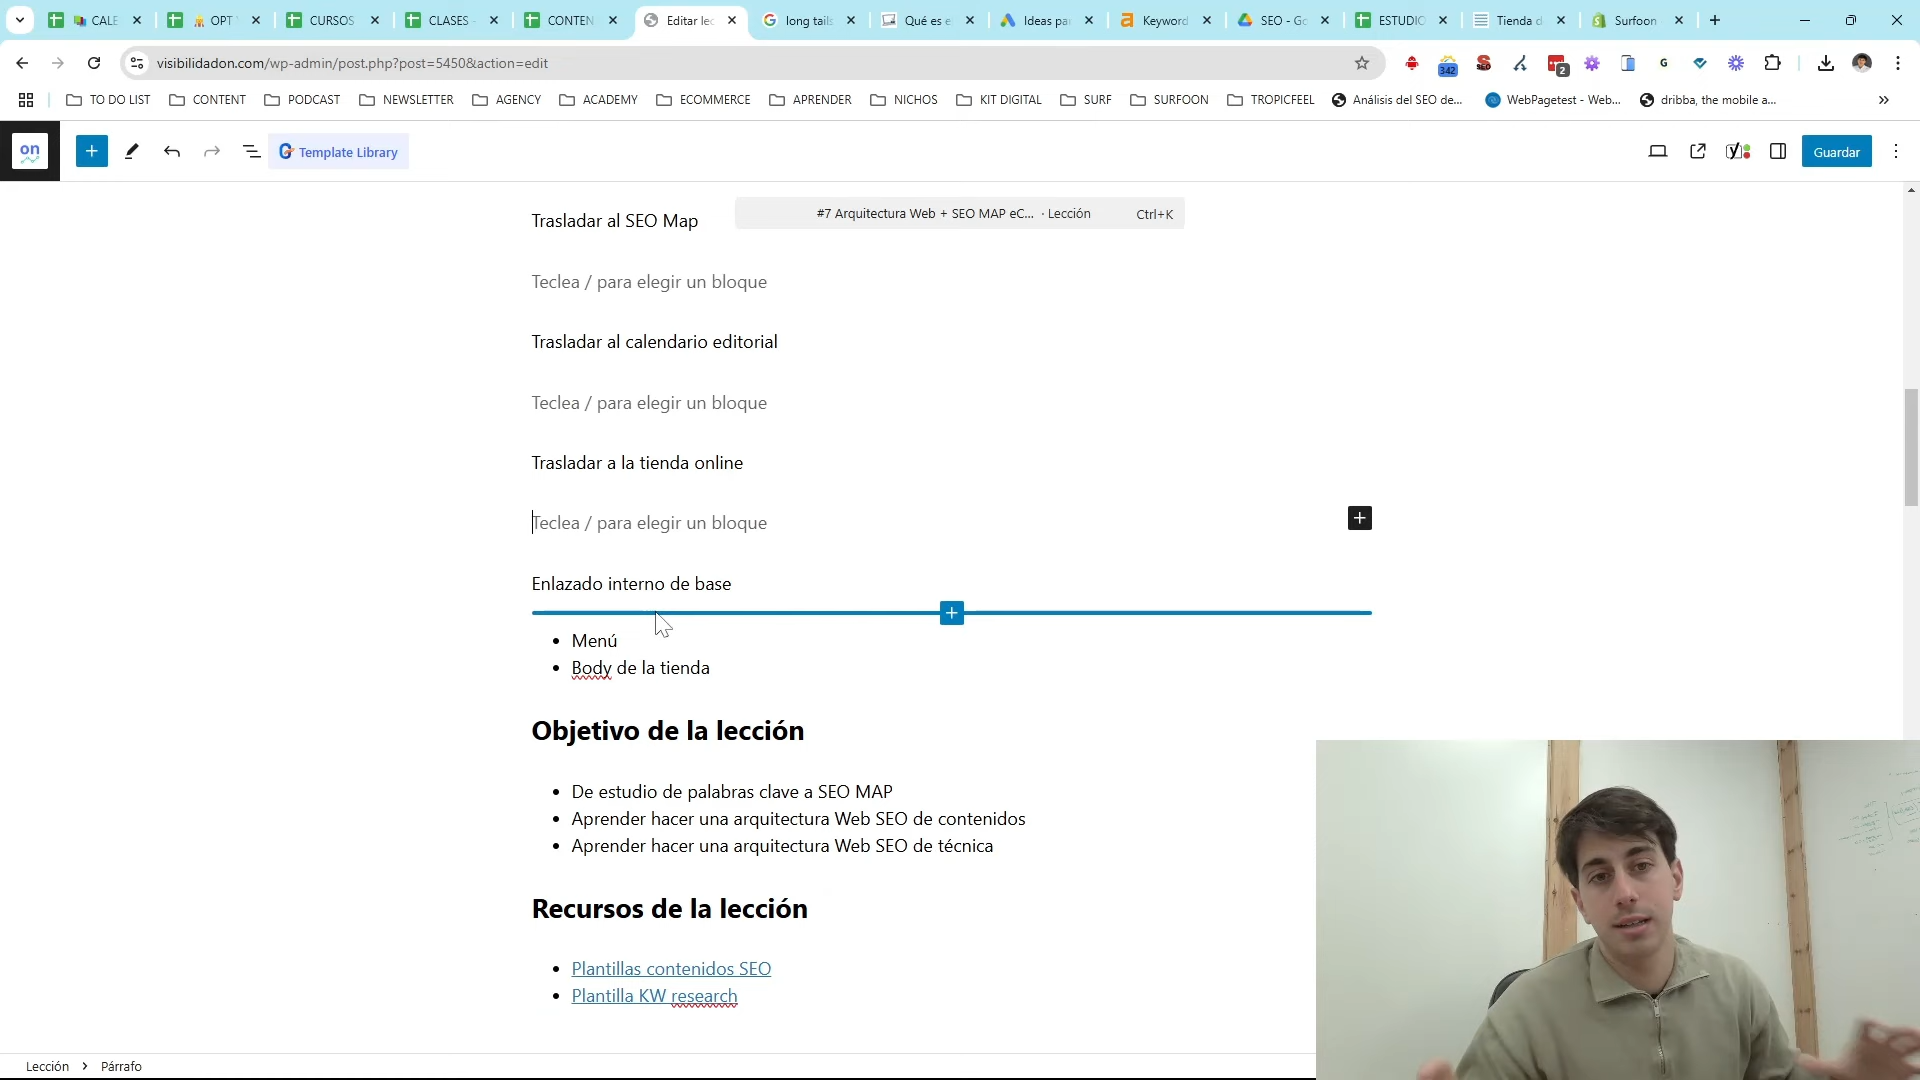 CALE
OPT
CURSOS
CLASES -
CONTEN
Editar lec
long tails
Qué es e
Ideas pa
Keyword
SEO - Go
ESTUDIO
Tienda d
Surfoon
visibilidadon.com/wp-admin/post.php?post=5450&action=edit
342
SEO
2
G
TO DO LIST
CONTENT
PODCAST
NEWSLETTER
AGENCY
ACADEMY
ECOMMERCE
APRENDER
NICHOS
KIT DIGITAL
SURF
SURFOON
TROPICFEEL
Análisis del SEO de...
WebPagetest - Web...
dribba, the mobile a...
on
Template Library
Guardar
#7 Arquitectura Web + SEO MAP eC... · Lección Ctrl+K
Trasladar al SEO Map
Teclea / para elegir un bloque
Trasladar al calendario editorial
Teclea / para elegir un bloque
Trasladar a la tienda online
Teclea / para elegir un bloque
Enlazado interno de base
• Menú
• Body de la tienda
Objetivo de la lección
• De estudio de palabras clave a SEO MAP
• Aprender hacer una arquitectura Web SEO de contenidos
• Aprender hacer una arquitectura Web SEO de técnica
Recursos de la lección
• Plantillas contenidos SEO
• Plantilla KW research
Lección > Párrafo